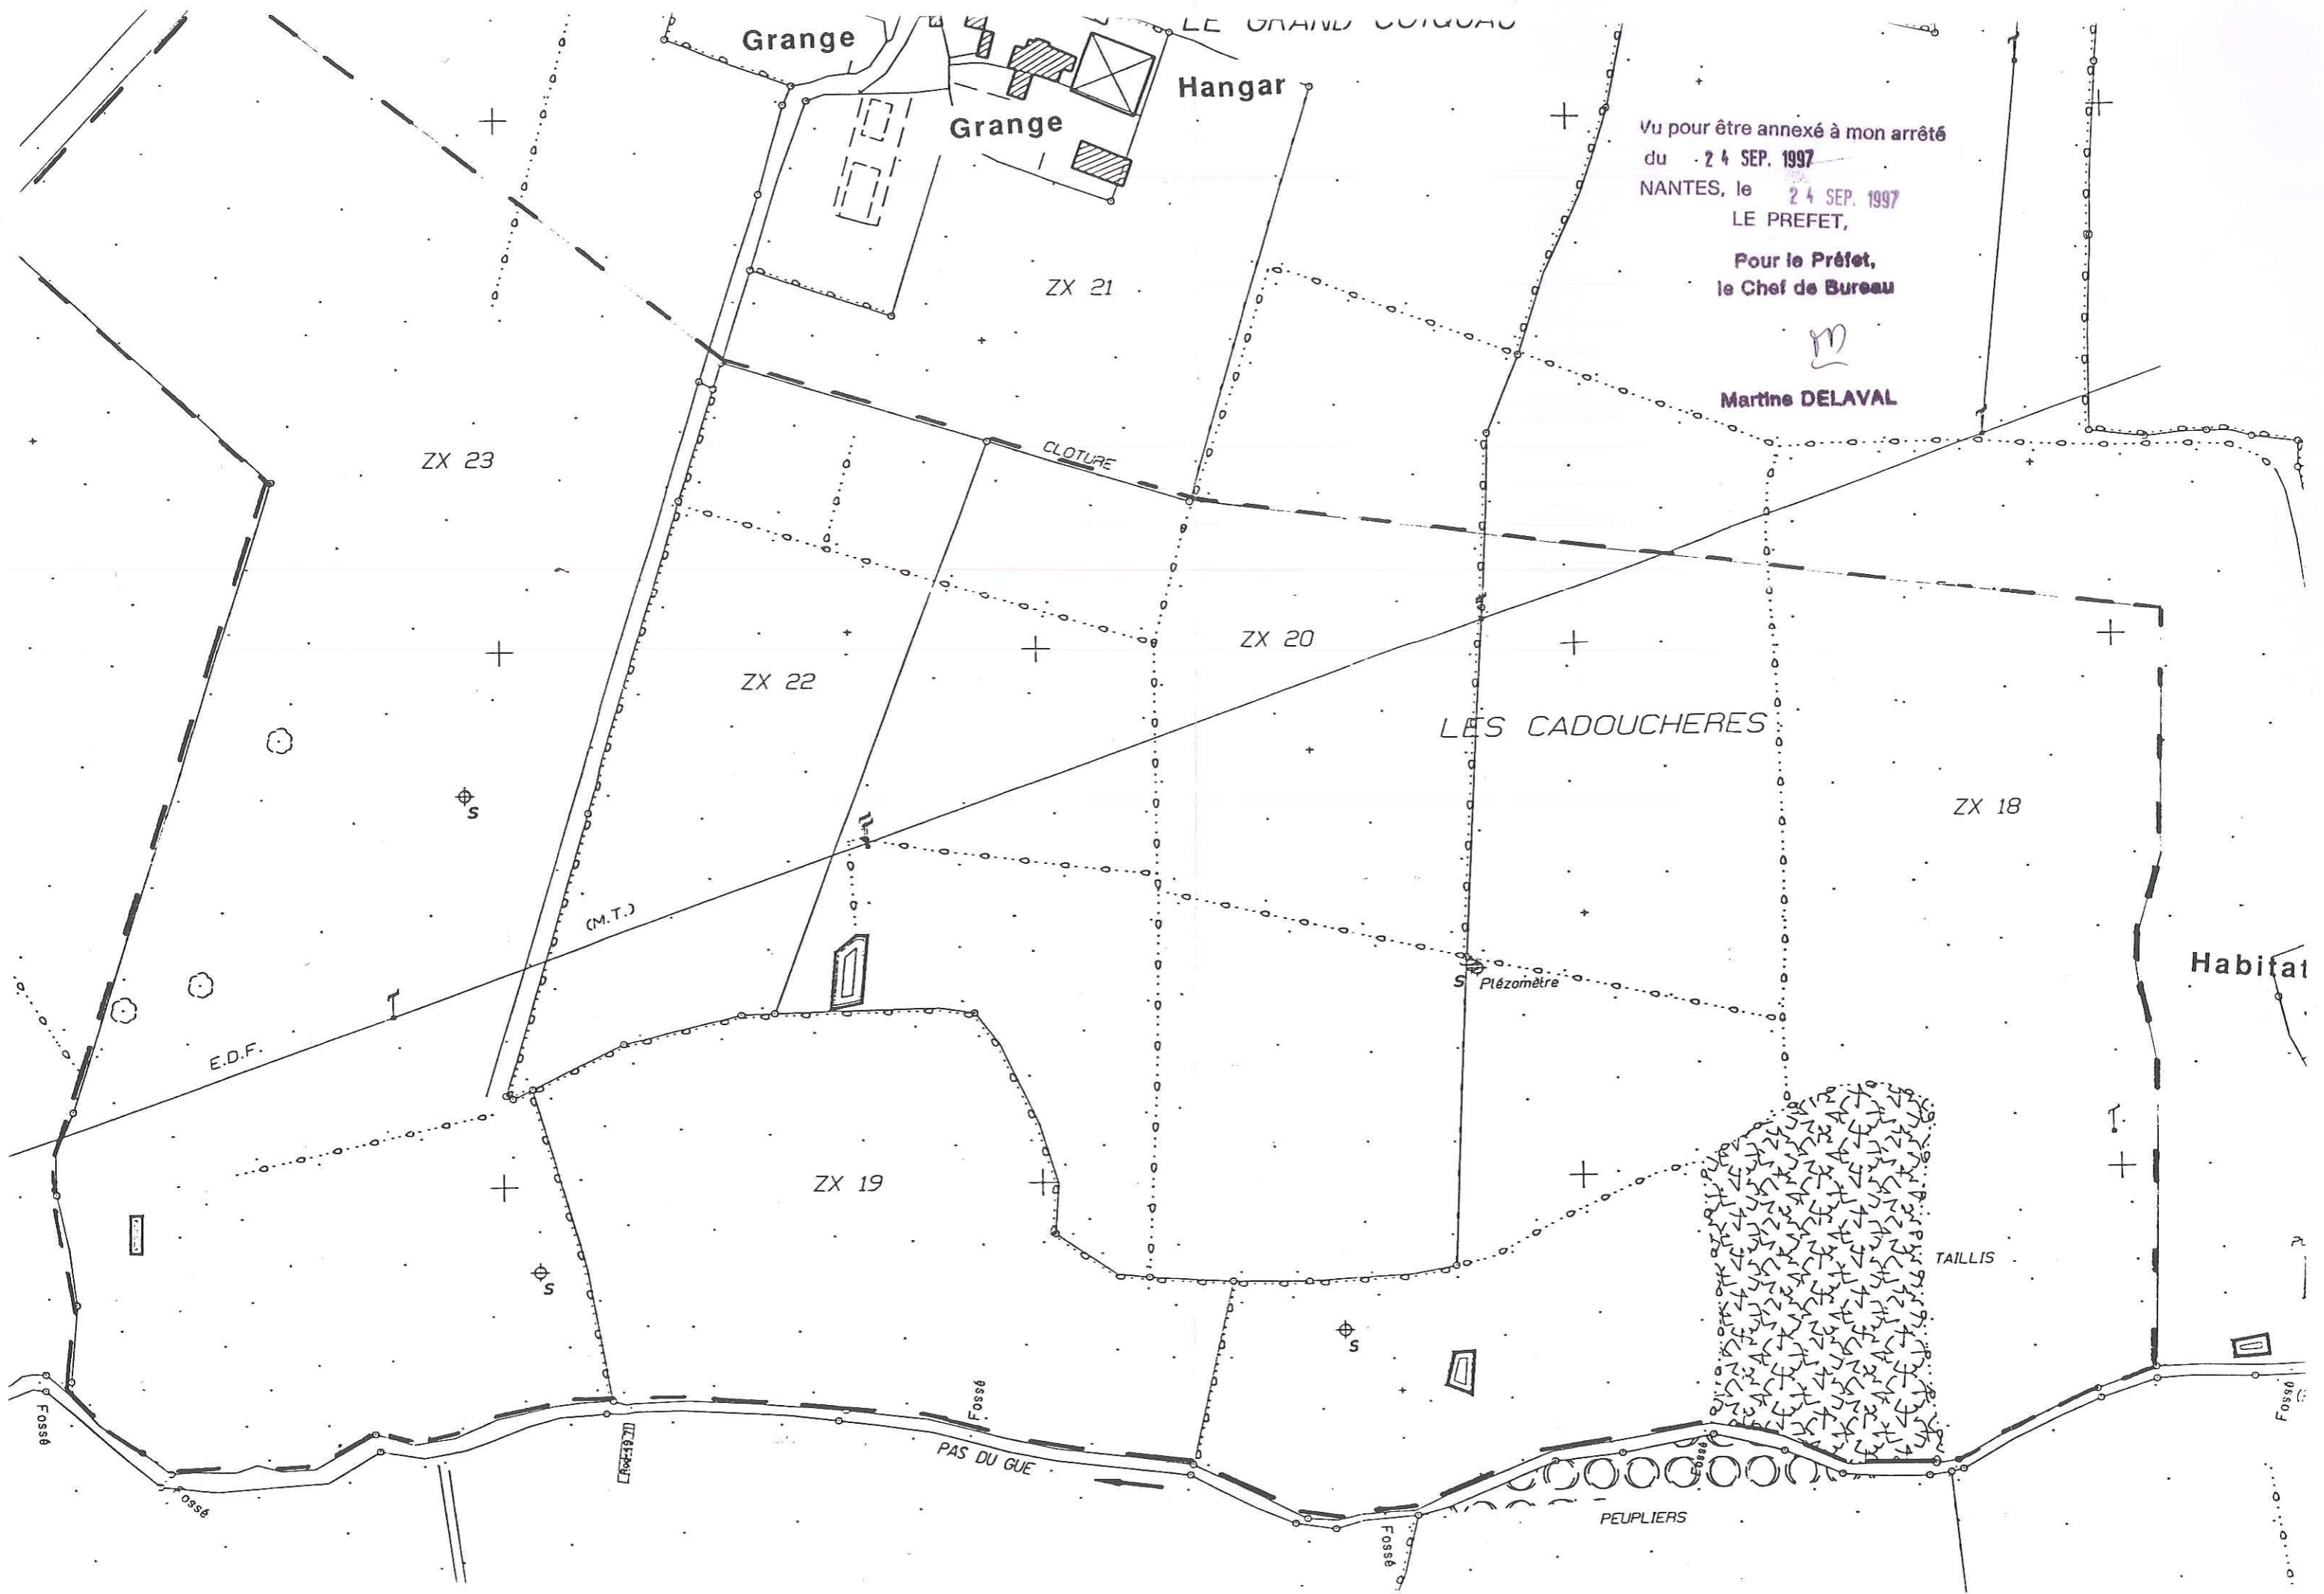 Grange
Hangar
Grange
Vu pour être annexé à mon arrêté
du 24 SEP. 1997
NANTES, le 24 SEP. 1997
LE PREFET,
Pour le Préfet,
le Chef de Bureau
Martine DELAVAL
ZX 21
ZX 23
CLOTURE
ZX 20
ZX 22
LES CADOUCHERES
ZX 18
S
(M.T.)
Habitat
S Piézomètre
E.D.F.
ZX 19
TAILLIS
S
S
Fossé
Fossé
Fossé
PAS DU GUE
Fossé
Fossé
Fossé
PEUPLIERS